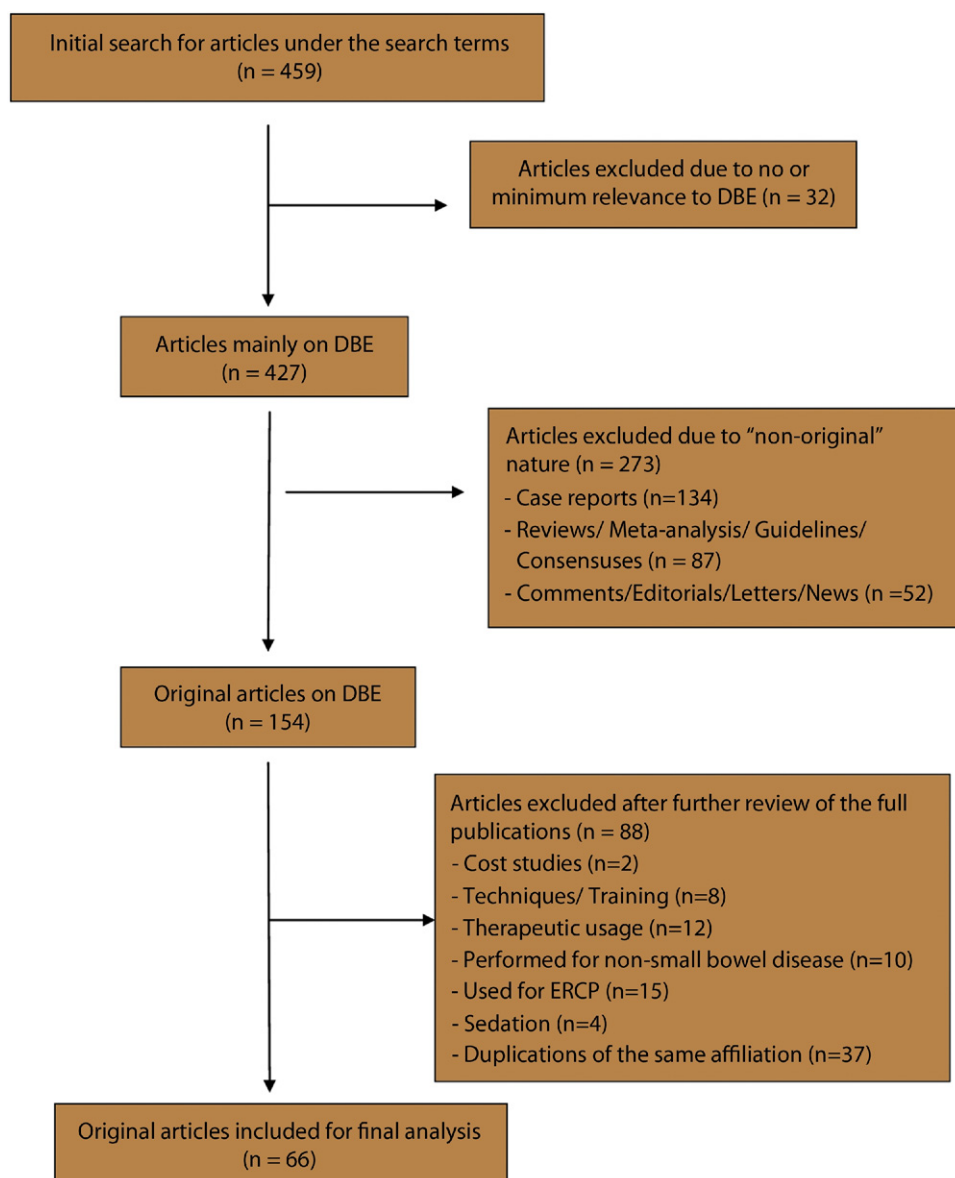 Initial search for articles under the search terms
(n = 459)
Articles excluded due to no or
minimum relevance to DBE (n = 32)
Articles mainly on DBE
(n = 427)
Articles excluded due to “non-original”
nature (n = 273)
- Case reports (n=134)
- Reviews/ Meta-analysis/ Guidelines/
Consensuses (n = 87)
- Comments/Editorials/Letters/News (n =52)
Original articles on DBE
(n = 154)
Articles excluded after further review of the full
publications (n = 88)
- Cost studies (n=2)
- Techniques/ Training (n=8)
- Therapeutic usage (n=12)
- Performed for non-small bowel disease (n=10)
- Used for ERCP (n=15)
- Sedation (n=4)
- Duplications of the same affiliation (n=37)
Original articles included for final analysis
(n = 66)